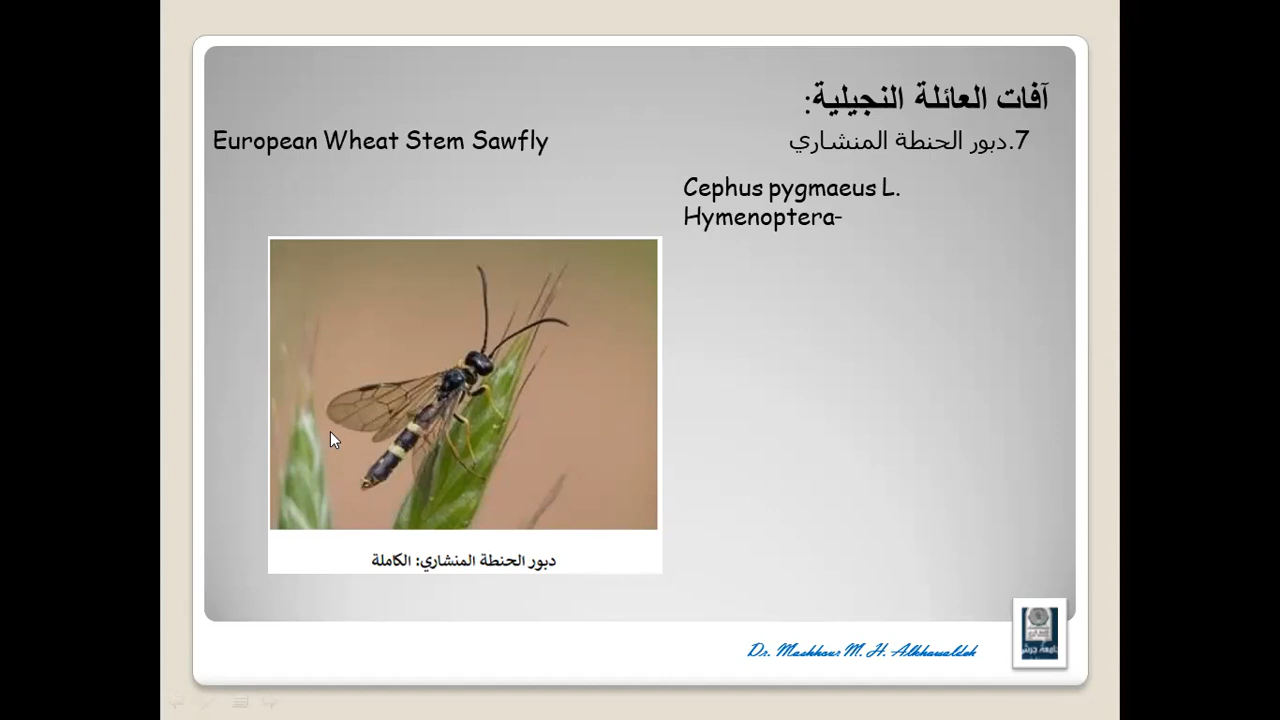 آفات العائلة النجيلية:
7.دبور الحنطة المنشاري
European Wheat Stem Sawfly
Cephus pygmaeus L.
Hymenoptera-
دبور الحنطة المنشاري: الكاملة
Dr. Mashhour M. H. Alkhawaldeh